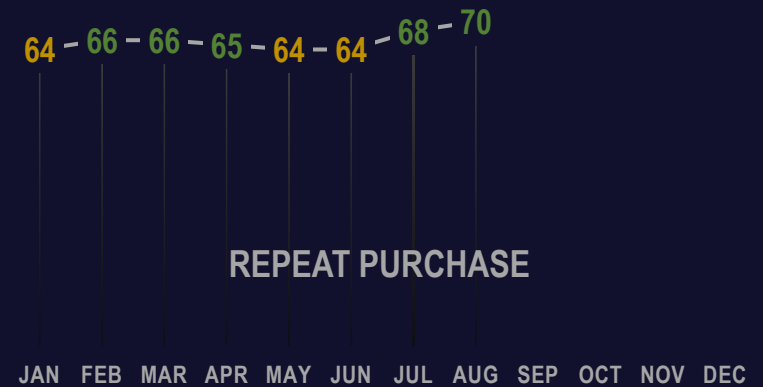 64 66 66 65 64 64 68 70
REPEAT PURCHASE
JAN FEB MAR APR MAY JUN JUL AUG SEP OCT NOV DEC